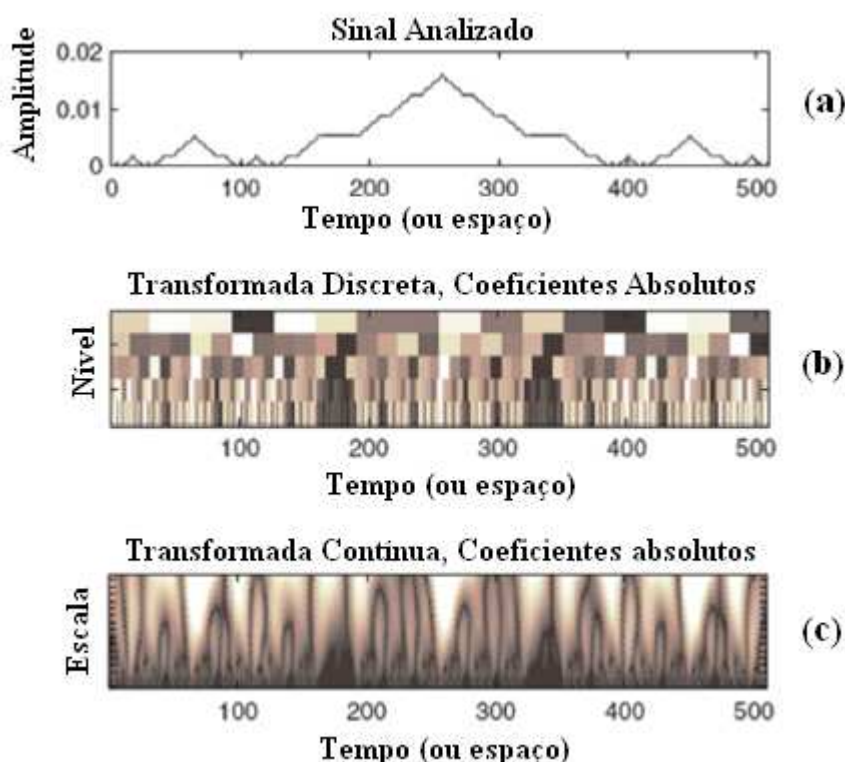 Sinal Analizado
Amplitude
0.02
0.01
0
0 100 200 300 400 500
Tempo (ou espaço)
(a)
Transformada Discreta, Coeficientes Absolutos
Nível
100 200 300 400 500
Tempo (ou espaço)
(b)
Transformada Contínua, Coeficientes absolutos
Escala
100 200 300 400 500
Tempo (ou espaço)
(c)